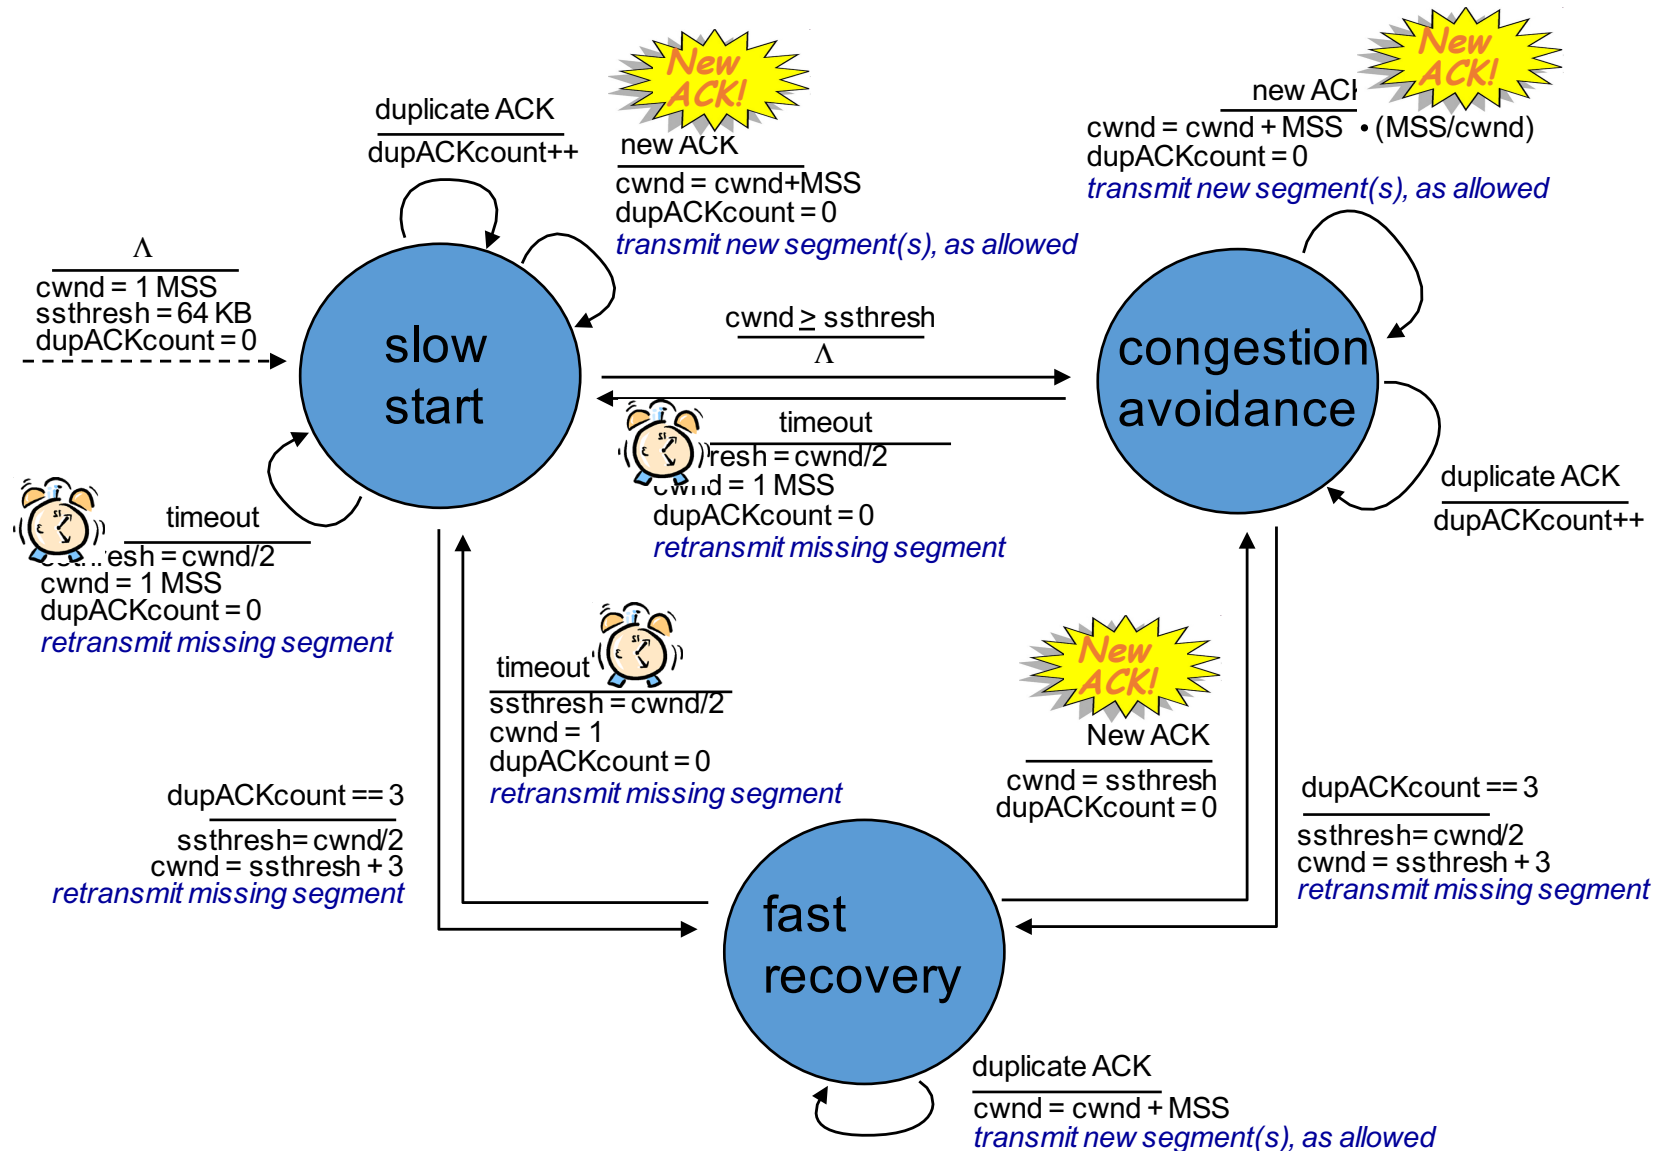 New
ACK!
duplicate ACK
dupACKcount++
new ACK
cwnd = cwnd+MSS
dupACKcount = 0
transmit new segment(s), as allowed
New
ACK!
new ACK
cwnd = cwnd + MSS • (MSS/cwnd)
dupACKcount = 0
transmit new segment(s), as allowed
Λ
cwnd = 1 MSS
ssthresh = 64 KB
dupACKcount = 0
slow
start
cwnd ≥ ssthresh
Λ
congestion
avoidance
timeout
resh = cwnd/2
cwnd = 1 MSS
dupACKcount = 0
retransmit missing segment
duplicate ACK
dupACKcount++
timeout
ssthresh = cwnd/2
cwnd = 1 MSS
dupACKcount = 0
retransmit missing segment
timeout
ssthresh = cwnd/2
cwnd = 1
dupACKcount = 0
retransmit missing segment
New
ACK!
New ACK
cwnd = ssthresh
dupACKcount = 0
dupACKcount == 3
ssthresh= cwnd/2
cwnd = ssthresh + 3
retransmit missing segment
dupACKcount == 3
ssthresh= cwnd/2
cwnd = ssthresh + 3
retransmit missing segment
fast
recovery
duplicate ACK
cwnd = cwnd + MSS
transmit new segment(s), as allowed